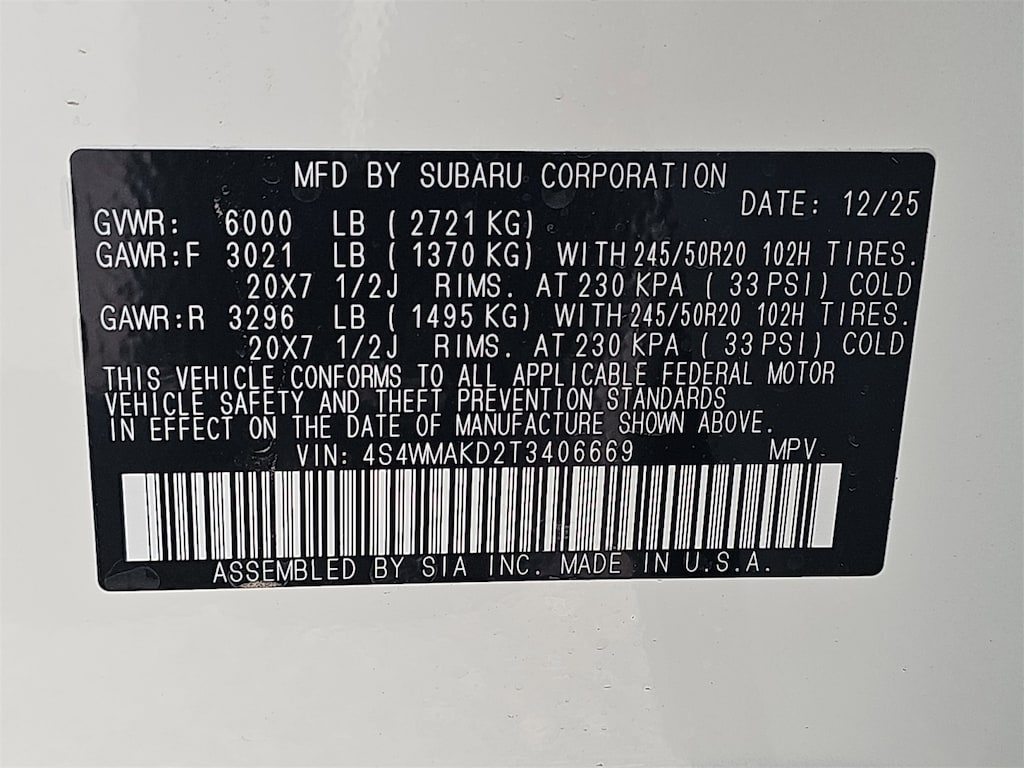 MFD BY SUBARU CORPORATION
DATE: 12/25
GVWR: 6000 LB ( 2721 KG)
GAWR:F 3021 LB ( 1370 KG) WITH 245/50R20 102H TIRES.
20X7 1/2J RIMS. AT 230 KPA ( 33 PSI) COLD
GAWR:R 3296 LB ( 1495 KG) WITH 245/50R20 102H TIRES.
20X7 1/2J RIMS. AT 230 KPA ( 33 PSI) COLD
THIS VEHICLE CONFORMS TO ALL APPLICABLE FEDERAL MOTOR
VEHICLE SAFETY AND THEFT PREVENTION STANDARDS
IN EFFECT ON THE DATE OF MANUFACTURE SHOWN ABOVE.
VIN: 4S4WMAKD2T3406669 MPV
ASSEMBLED BY SIA INC. MADE IN U.S.A.